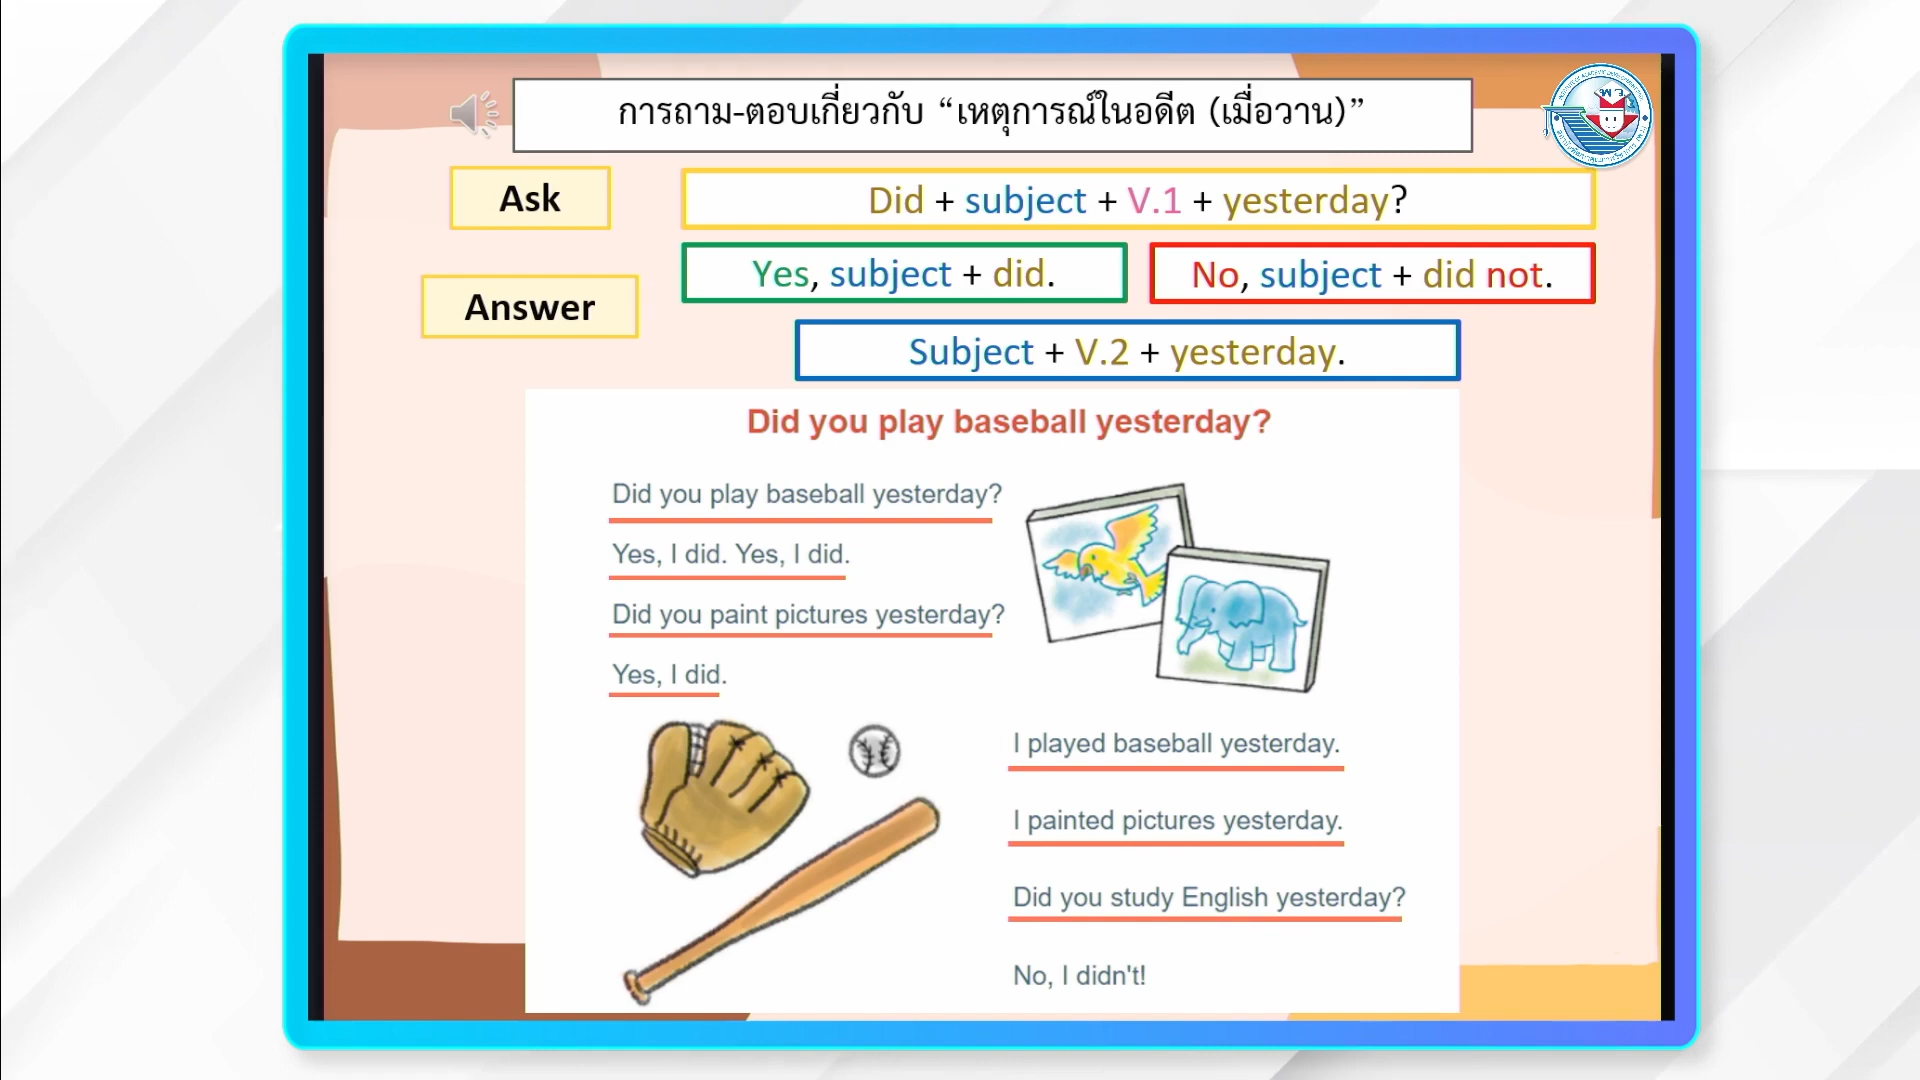 การถาม-ตอบเกี่ยวกับ “เหตุการณ์ในอดีต (เมื่อวาน)”
Ask
Did + subject + V.1 + yesterday?
Answer
Yes, subject + did.
No, subject + did not.
Subject + V.2 + yesterday.
Did you play baseball yesterday?
Did you play baseball yesterday?
Yes, I did. Yes, I did.
Did you paint pictures yesterday?
Yes, I did.
I played baseball yesterday.
I painted pictures yesterday.
Did you study English yesterday?
No, I didn't!